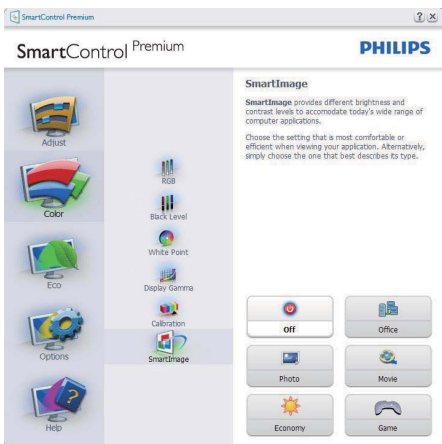 SmartControl Premium
SmartControl Premium
PHILIPS
Adjust
Color
Eco
Options
Help
RGB
Black Level
White Point
Display Gamma
Calibration
SmartImage
SmartImage
SmartImage provides different brightness and
contrast levels to accomodate today's wide range of
computer applications.
Choose the setting that is most comfortable or
efficient when viewing your application. Alternatively,
simply choose the one that best describes its type.
Off
Office
Photo
Movie
Economy
Game